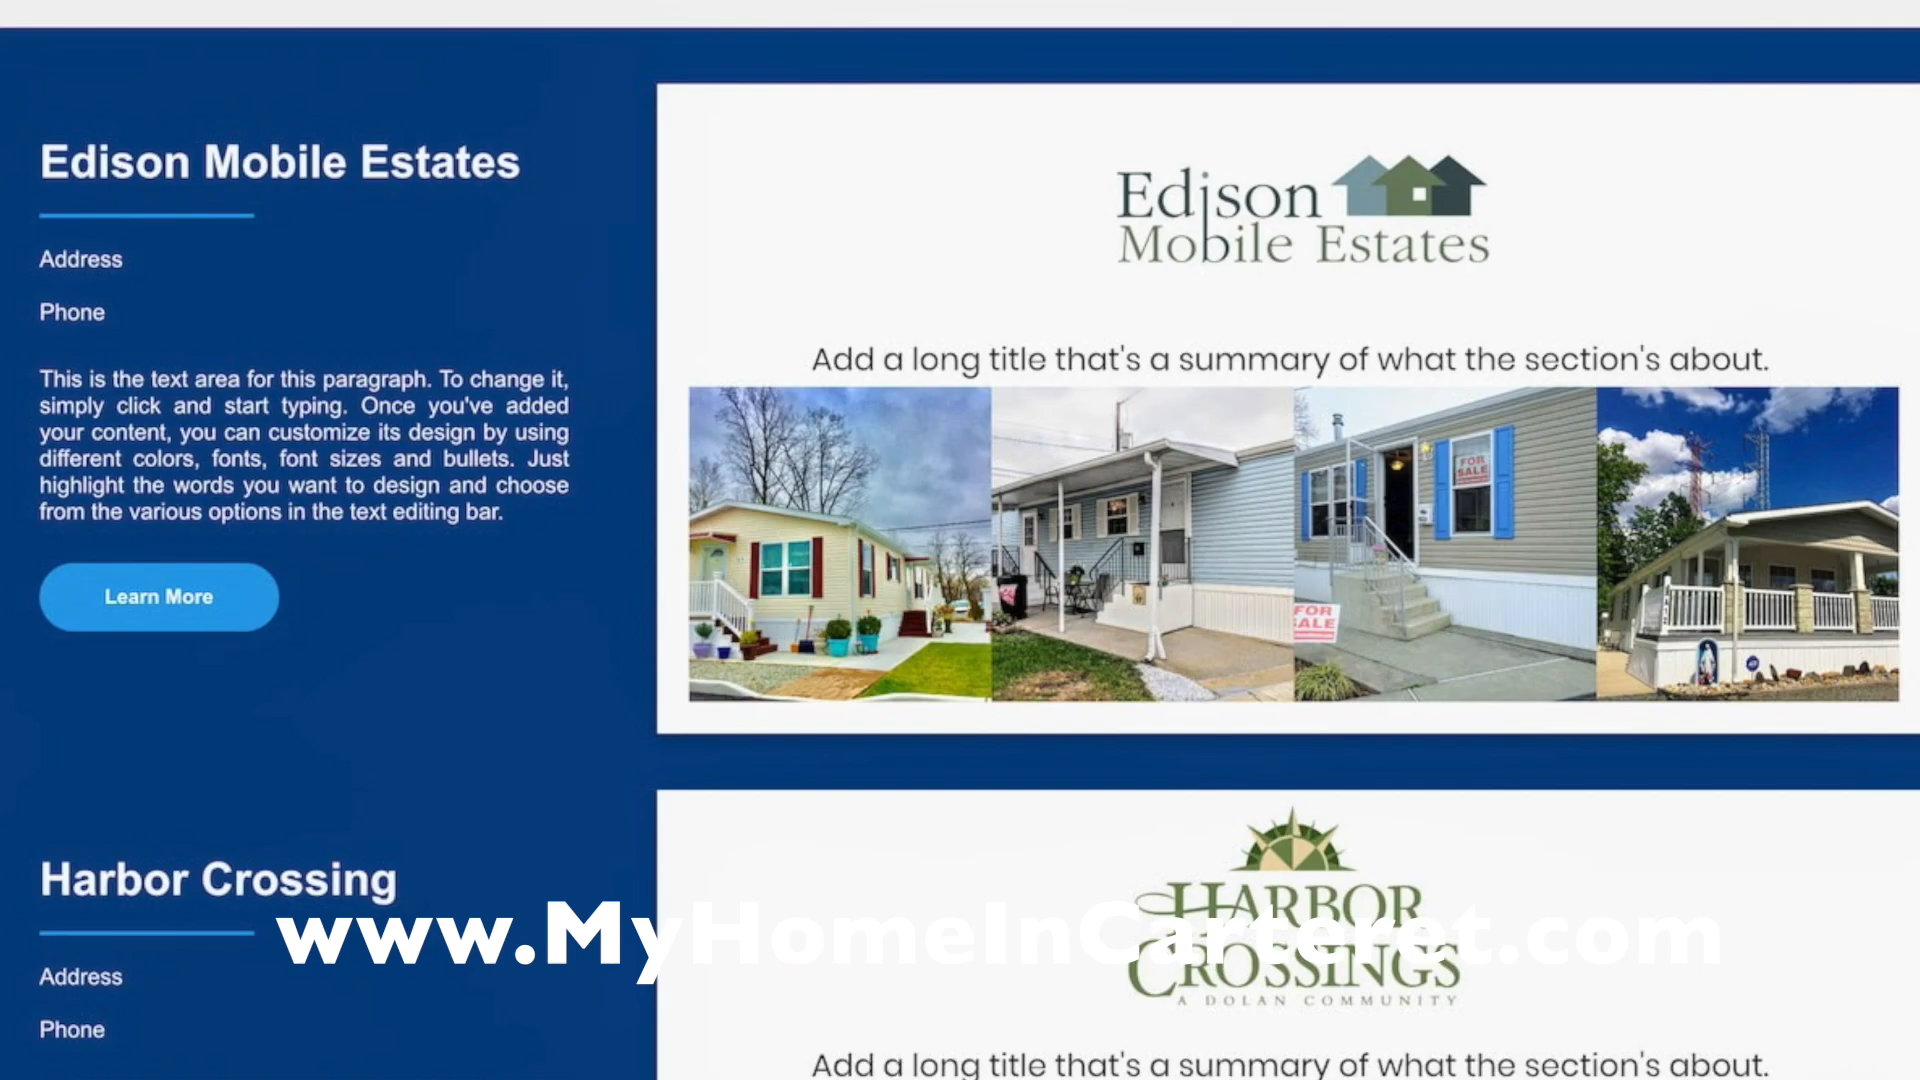 Edison Mobile Estates
Address
Phone
This is the text area for this paragraph. To change it,
simply click and start typing. Once you've added
your content, you can customize its design by using
different colors, fonts, font sizes and bullets. Just
highlight the words you want to design and choose
from the various options in the text editing bar.
Learn More
Edison
Mobile Estates
Add a long title that's a summary of what the section's about.
FOR
SALE
FOR
SALE
Harbor Crossing
Address
Phone
HARBOR
CROSSINGS
A DOLAN COMMUNITY
www.MyHomeInCarteret.com
Add a long title that's a summary of what the section's about.